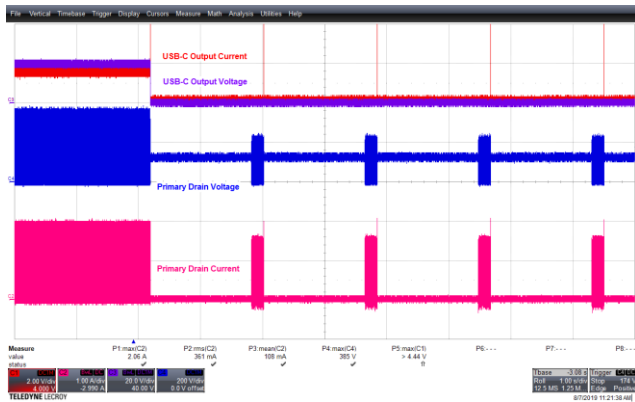 File Vertical Timebase Trigger Display Cursors Measure Math Analysis Utilities Help
USB-C Output Current
USB-C Output Voltage
Primary Drain Voltage
Primary Drain Current
Measure P1:max(C2) P2:rms(C2) P3:mean(C2) P4:max(C4) P5:max(C1) P6:- - - P7:- - - P8:- - -
value 2.06 A 361 mA 108 mA 385 V > 4.44 V
status
Tbase -3.08 s Trigger
2.00 V/div 1.00 A/div 20.0 V/div 200 V/div Roll 1.00 s/div Stop 174 V
4.000 V -2.990 A 40.00 V 0.0 V offset 12.5 MS 1.25 M Edge Positive
TELEDYNE LECROY 8/7/2019 11:21:38 AM